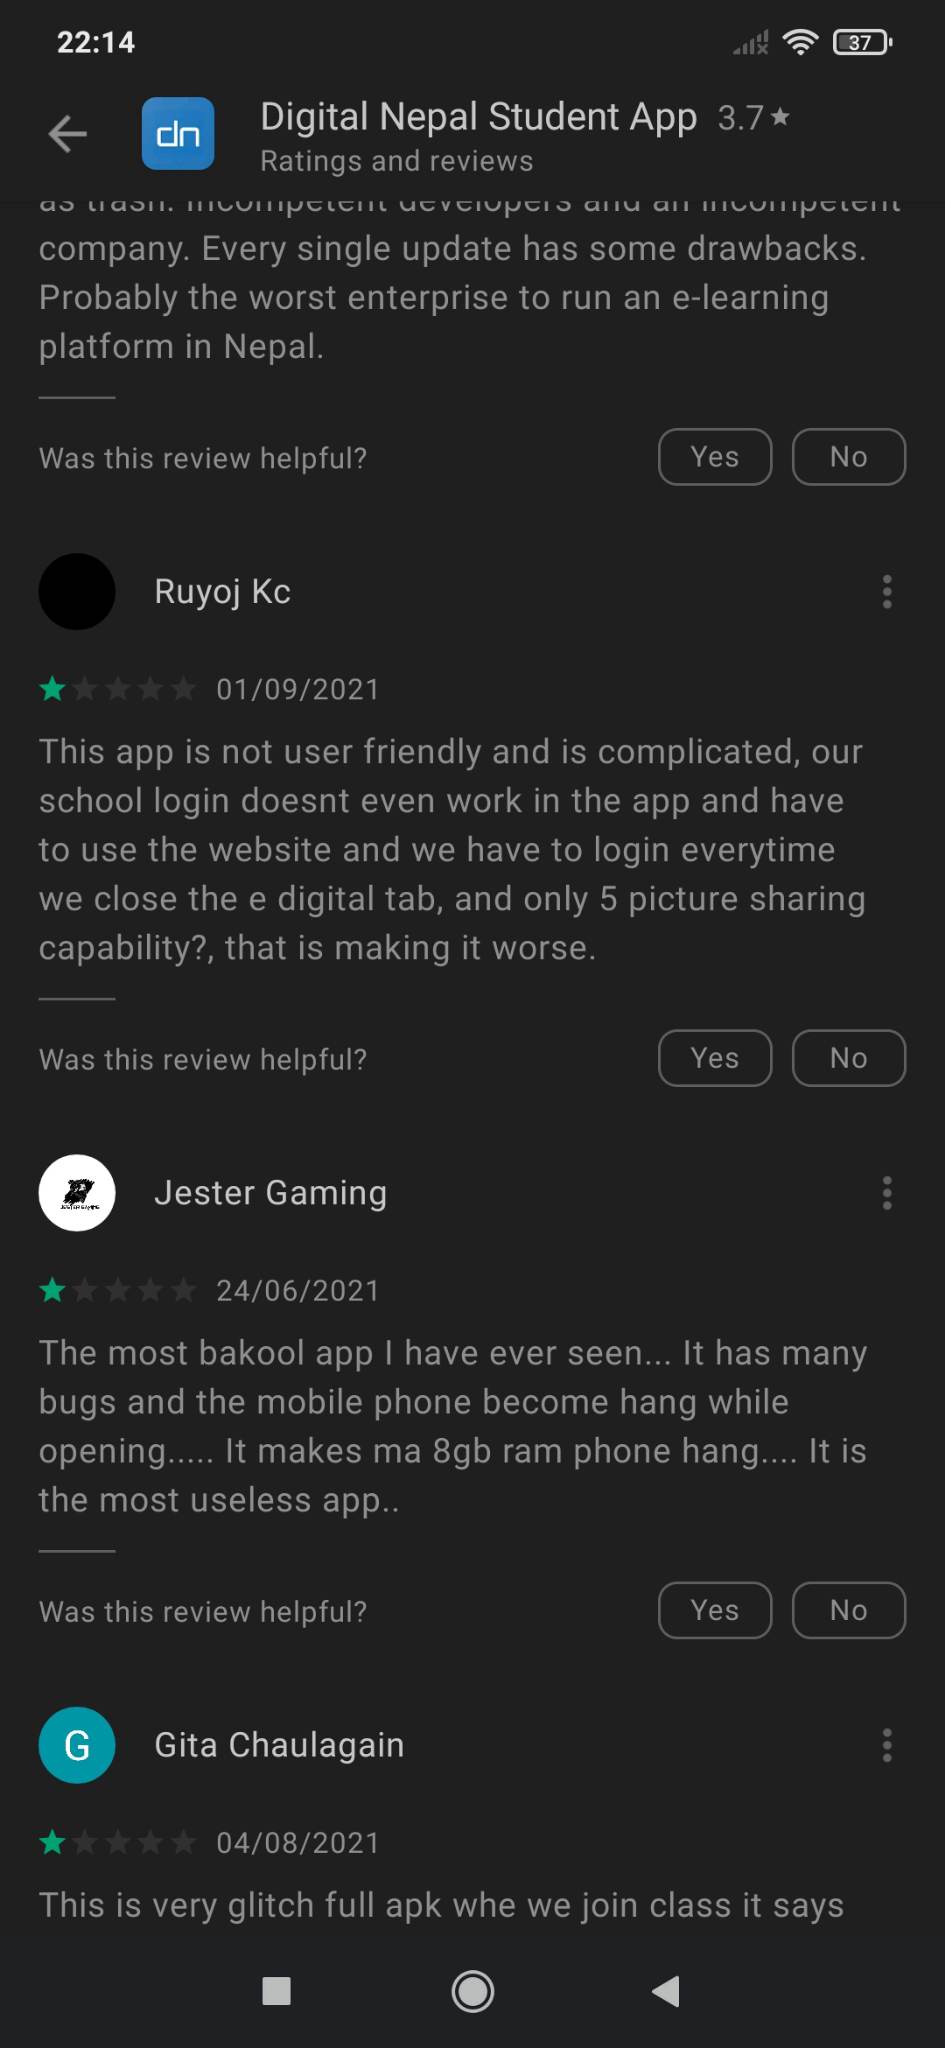 22:14
37
dn
Digital Nepal Student App 3.7★
Ratings and reviews
as trash. Incompetent developers and an incompetent
company. Every single update has some drawbacks.
Probably the worst enterprise to run an e-learning
platform in Nepal.
Was this review helpful? Yes No
Ruyoj Kc
01/09/2021
This app is not user friendly and is complicated, our
school login doesnt even work in the app and have
to use the website and we have to login everytime
we close the e digital tab, and only 5 picture sharing
capability?, that is making it worse.
Was this review helpful? Yes No
Jester Gaming
24/06/2021
The most bakool app I have ever seen... It has many
bugs and the mobile phone become hang while
opening..... It makes ma 8gb ram phone hang.... It is
the most useless app..
Was this review helpful? Yes No
G
Gita Chaulagain
04/08/2021
This is very glitch full apk whe we join class it says